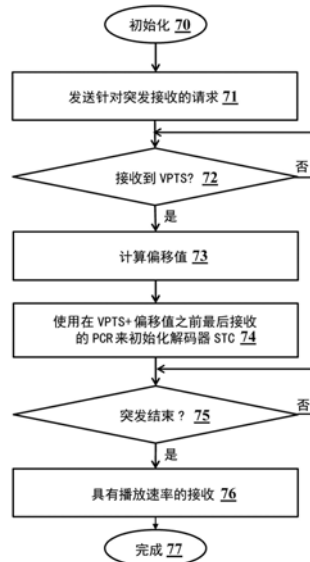 初始化 70
发送针对突发接收的请求 71
接收到 VPTS? 72
否
是
计算偏移值 73
使用在 VPTS+偏移值之前最后接收
的 PCR 来初始化解码器 STC 74
突发结束？ 75
否
是
具有播放速率的接收 76
完成 77